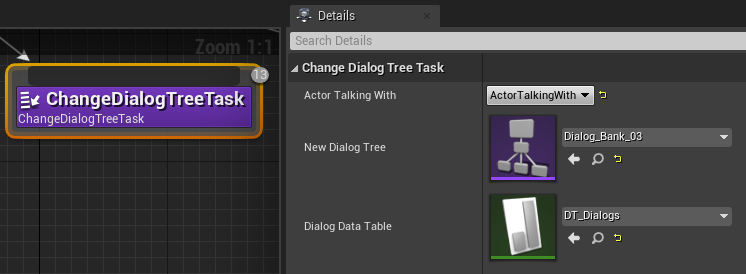 Zoom 1:1
13
ChangeDialogTreeTask
ChangeDialogTreeTask
Details
Search Details
Change Dialog Tree Task
Actor Talking With
ActorTalkingWith
New Dialog Tree
Dialog_Bank_03
Dialog Data Table
DT_Dialogs